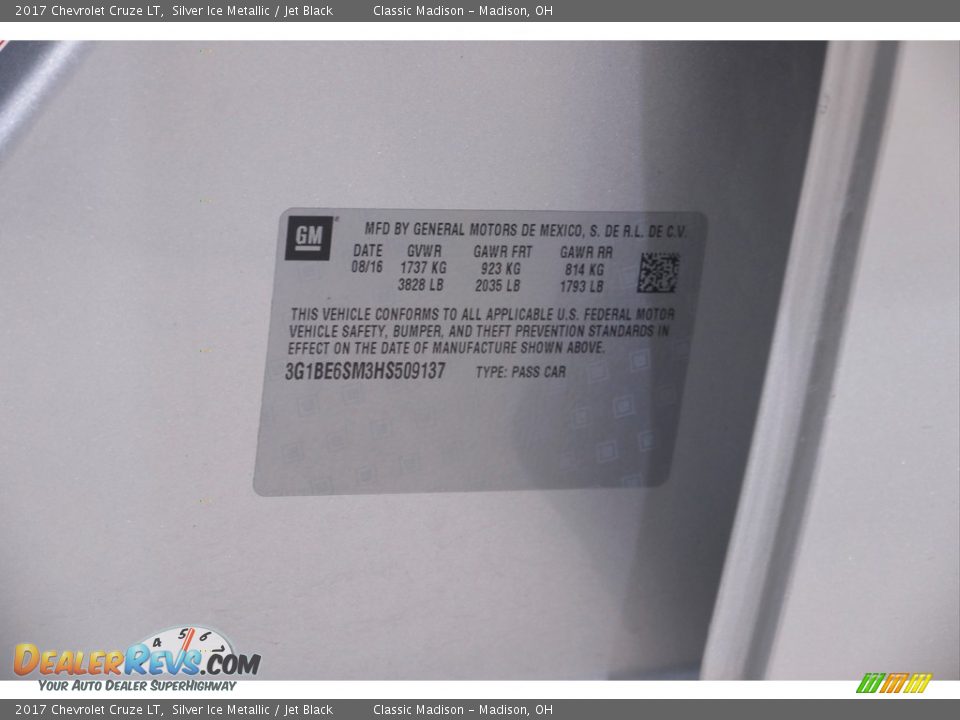 2017 Chevrolet Cruze LT, Silver Ice Metallic / Jet Black Classic Madison - Madison, OH
GM
MFD BY GENERAL MOTORS DE MEXICO, S. DE R.L. DE C.V.
DATE GVWR GAWR FRT GAWR RR
08/16 1737 KG 923 KG 814 KG
3828 LB 2035 LB 1793 LB
THIS VEHICLE CONFORMS TO ALL APPLICABLE U.S. FEDERAL MOTOR
VEHICLE SAFETY, BUMPER, AND THEFT PREVENTION STANDARDS IN
EFFECT ON THE DATE OF MANUFACTURE SHOWN ABOVE.
3G1BE6SM3HS509137 TYPE: PASS CAR
4 5 6
DEALERREVS.COM
YOUR AUTO DEALER SUPERHIGHWAY
2017 Chevrolet Cruze LT, Silver Ice Metallic / Jet Black Classic Madison - Madison, OH